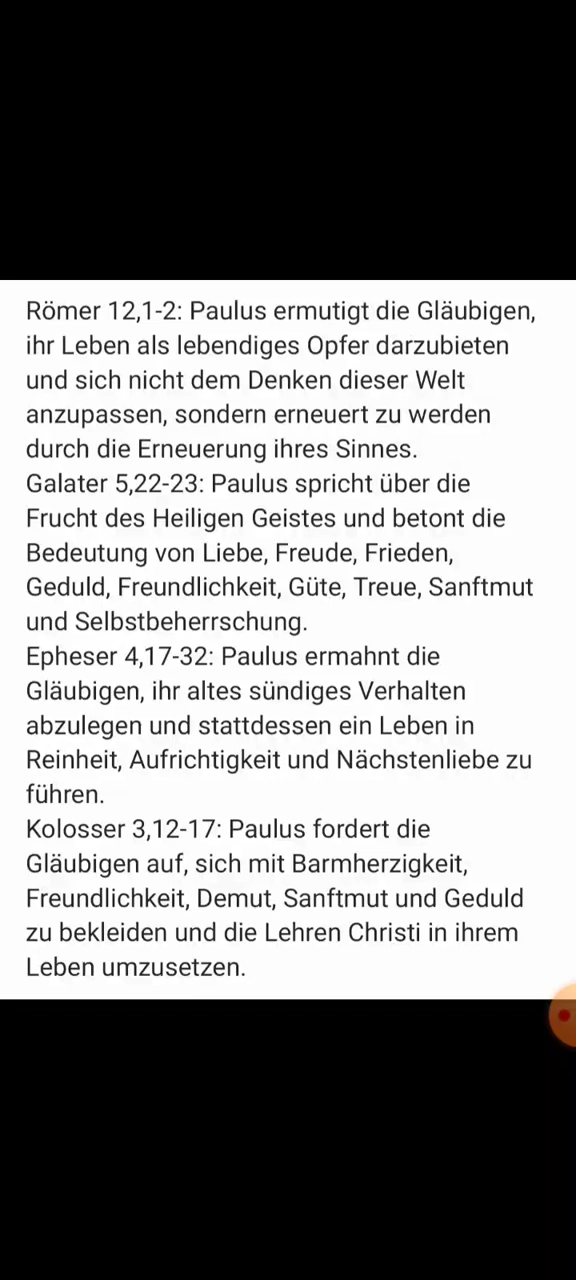 Römer 12,1-2: Paulus ermutigt die Gläubigen,
ihr Leben als lebendiges Opfer darzubieten
und sich nicht dem Denken dieser Welt
anzupassen, sondern erneuert zu werden
durch die Erneuerung ihres Sinnes.
Galater 5,22-23: Paulus spricht über die
Frucht des Heiligen Geistes und betont die
Bedeutung von Liebe, Freude, Frieden,
Geduld, Freundlichkeit, Güte, Treue, Sanftmut
und Selbstbeherrschung.
Epheser 4,17-32: Paulus ermahnt die
Gläubigen, ihr altes sündiges Verhalten
abzulegen und stattdessen ein Leben in
Reinheit, Aufrichtigkeit und Nächstenliebe zu
führen.
Kolosser 3,12-17: Paulus fordert die
Gläubigen auf, sich mit Barmherzigkeit,
Freundlichkeit, Demut, Sanftmut und Geduld
zu bekleiden und die Lehren Christi in ihrem
Leben umzusetzen.